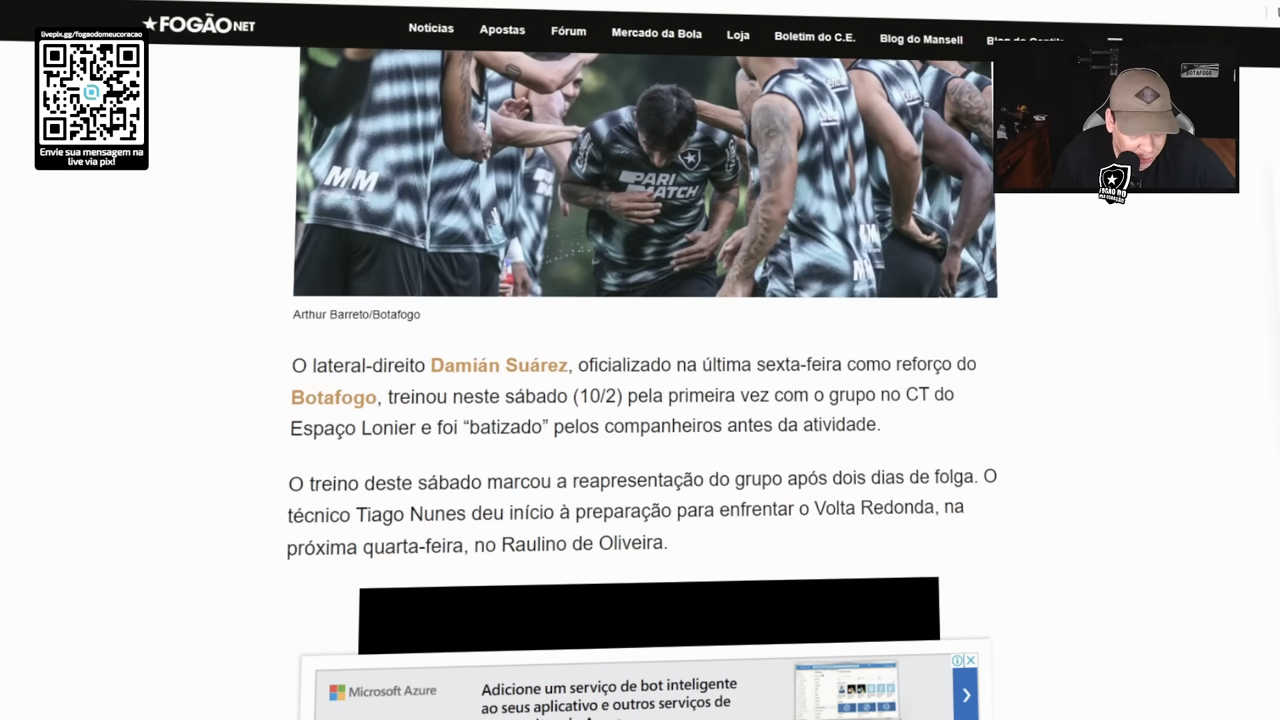 livepix.gg/fogaodomeucoracao
Envie sua mensagem na
live via pix!
★FOGÃONET
Notícias
Apostas
Fórum
Mercado da Bola
Loja
Boletim do C.E.
Blog do Mansell
MM
PARI
MATCH
BOTAFOGO
FOGÃO DO
Arthur Barreto/Botafogo
O lateral-direito Damián Suárez, oficializado na última sexta-feira como reforço do
Botafogo, treinou neste sábado (10/2) pela primeira vez com o grupo no CT do
Espaço Lonier e foi “batizado” pelos companheiros antes da atividade.
O treino deste sábado marcou a reapresentação do grupo após dois dias de folga. O
técnico Tiago Nunes deu início à preparação para enfrentar o Volta Redonda, na
próxima quarta-feira, no Raulino de Oliveira.
Microsoft Azure
Adicione um serviço de bot inteligente
ao seus aplicativo e outros serviços de